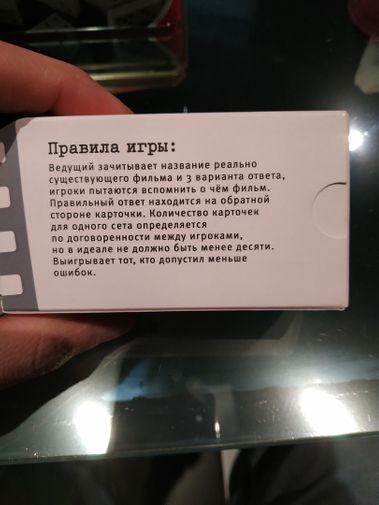 Правила игры:
Ведущий зачитывает название реально
существующего фильма и 3 варианта ответа,
игроки пытаются вспомнить о чём фильм.
Правильный ответ находится на обратной
стороне карточки. Количество карточек
для одного сета определяется
по договоренности между игроками,
но в идеале не должно быть менее десяти.
Выигрывает тот, кто допустил меньше
ошибок.